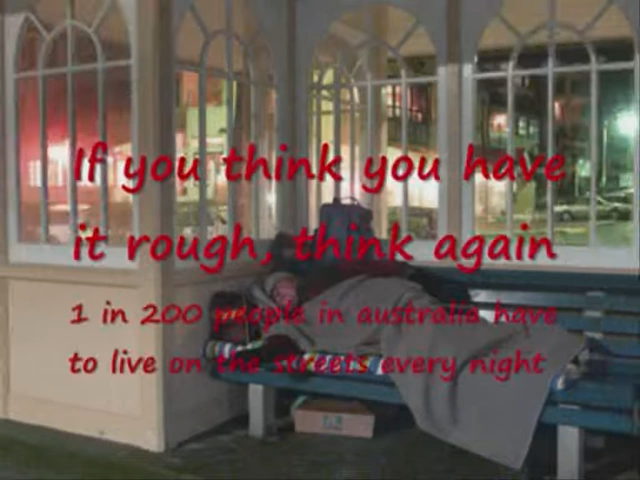 If you think you have
it rough, think again
1 in 200 people in australia have
to live on the streets every night